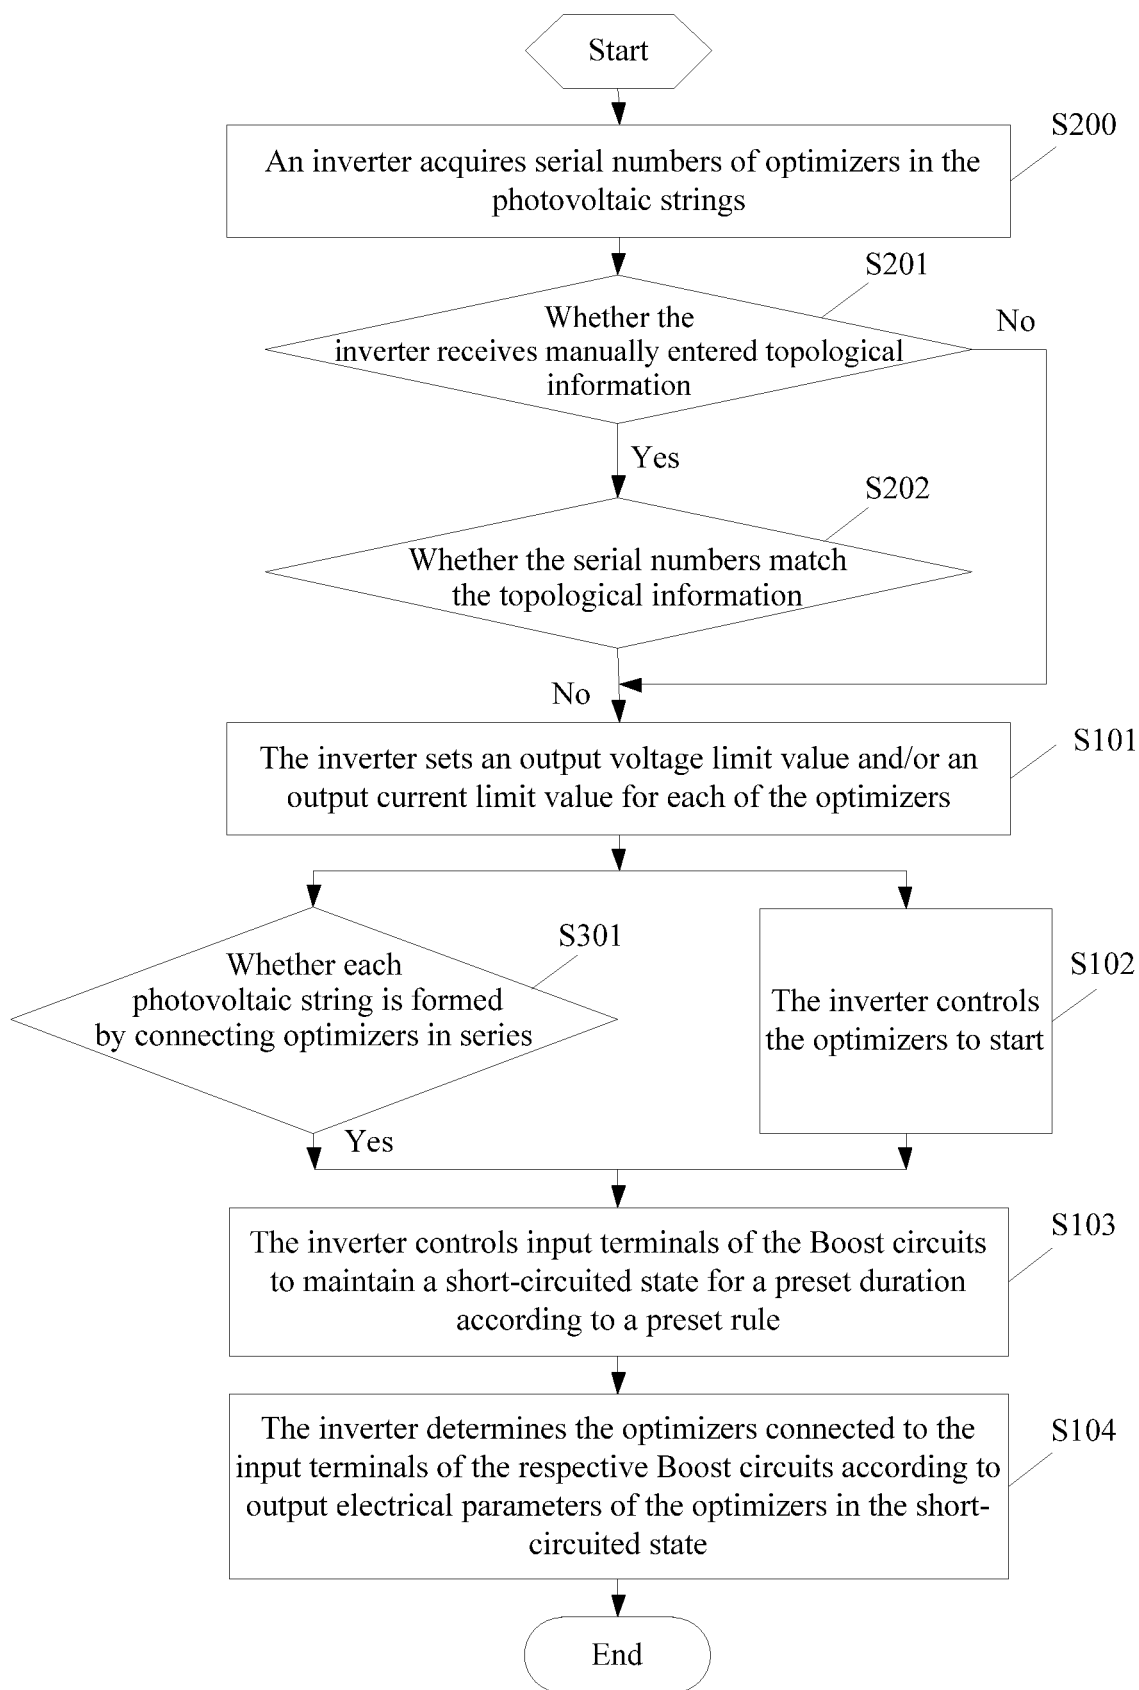 Start
S200
An inverter acquires serial numbers of optimizers in the
photovoltaic strings
S201
Whether the
inverter receives manually entered topological
information
No
Yes
S202
Whether the serial numbers match
the topological information
No
S101
The inverter sets an output voltage limit value and/or an
output current limit value for each of the optimizers
S301
Whether each
photovoltaic string is formed
by connecting optimizers in series
S102
The inverter controls
the optimizers to start
Yes
S103
The inverter controls input terminals of the Boost circuits
to maintain a short-circuited state for a preset duration
according to a preset rule
S104
The inverter determines the optimizers connected to the
input terminals of the respective Boost circuits according to
output electrical parameters of the optimizers in the short-
circuited state
End